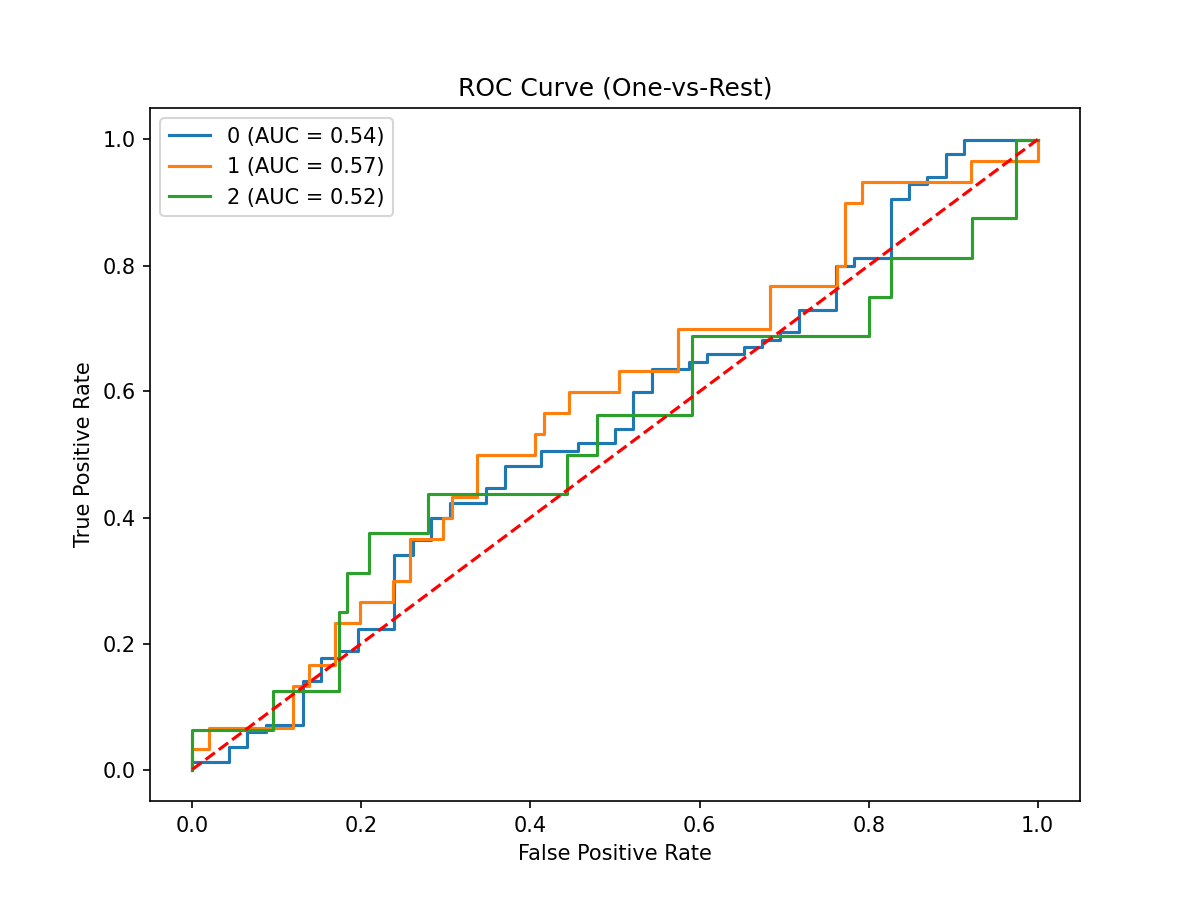 ROC Curve (One-vs-Rest)
0 (AUC = 0.54)
1 (AUC = 0.57)
2 (AUC = 0.52)
True Positive Rate
1.0
0.8
0.6
0.4
0.2
0.0
0.0 0.2 0.4 0.6 0.8 1.0
False Positive Rate